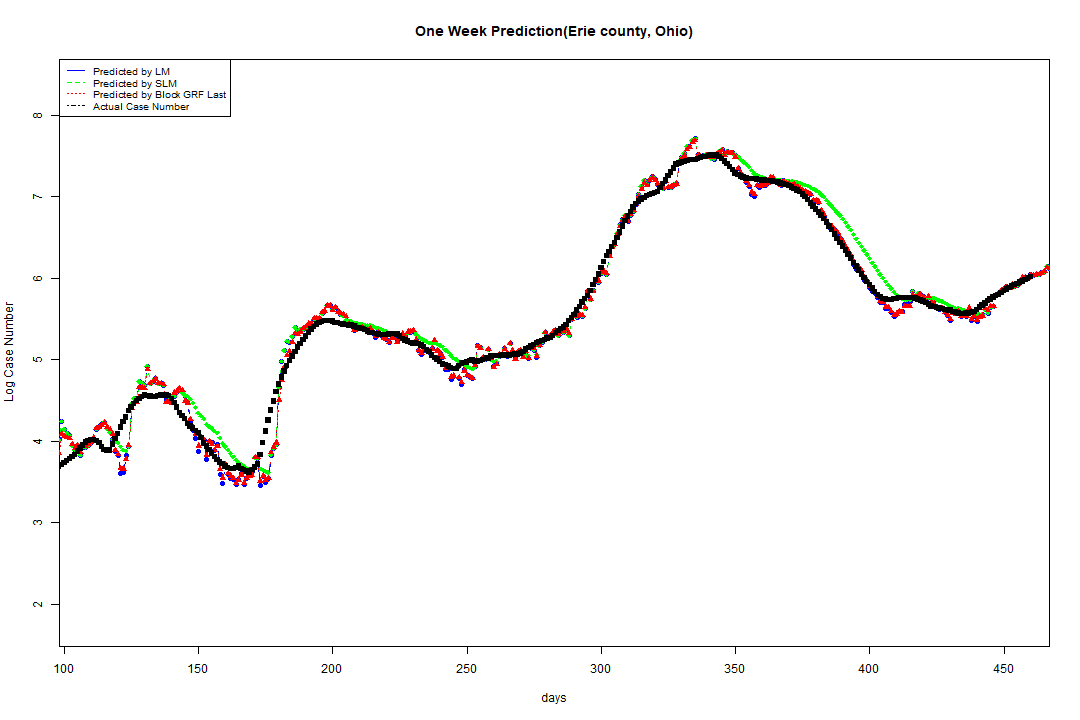 One Week Prediction(Erie county, Ohio)
Predicted by LM
Predicted by SLM
Predicted by Block GRF Last
Actual Case Number
Log Case Number
8
7
6
5
4
3
2
100 150 200 250 300 350 400 450
days